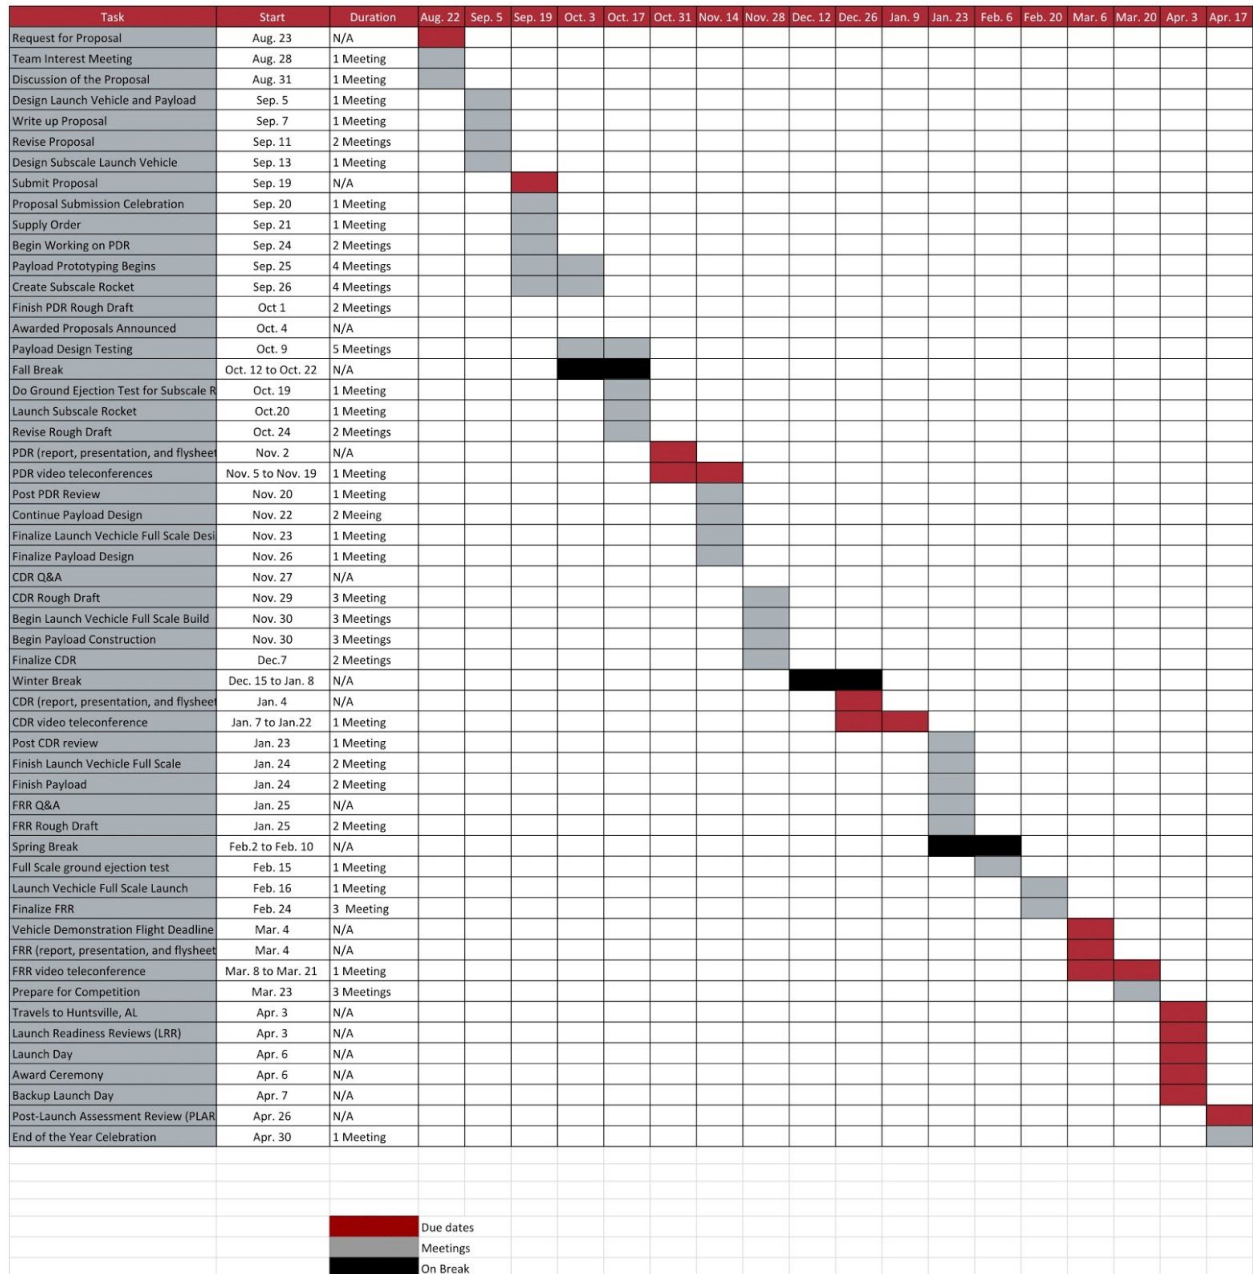 Task Start Duration Aug. 22 Sep. 5 Sep. 19 Oct. 3 Oct. 17 Oct. 31 Nov. 14 Nov. 28 Dec. 12 Dec. 26 Jan. 9 Jan. 23 Feb. 6 Feb. 20 Mar. 6 Mar. 20 Apr. 3 Apr. 17
Request for Proposal Aug. 23 N/A
Team Interest Meeting Aug. 28 1 Meeting
Discussion of the Proposal Aug. 31 1 Meeting
Design Launch Vehicle and Payload Sep. 5 1 Meeting
Write up Proposal Sep. 7 1 Meeting
Revise Proposal Sep. 11 2 Meetings
Design Subscale Launch Vehicle Sep. 13 1 Meeting
Submit Proposal Sep. 19 N/A
Proposal Submission Celebration Sep. 20 1 Meeting
Supply Order Sep. 21 1 Meeting
Begin Working on PDR Sep. 24 2 Meetings
Payload Prototyping Begins Sep. 25 4 Meetings
Create Subscale Rocket Sep. 26 4 Meetings
Finish PDR Rough Draft Oct 1 2 Meetings
Awarded Proposals Announced Oct. 4 N/A
Payload Design Testing Oct. 9 5 Meetings
Fall Break Oct. 12 to Oct. 22 N/A
Do Ground Ejection Test for Subscale R Oct. 19 1 Meeting
Launch Subscale Rocket Oct.20 1 Meeting
Revise Rough Draft Oct. 24 2 Meetings
PDR (report, presentation, and flysheet Nov. 2 N/A
PDR video teleconferences Nov. 5 to Nov. 19 1 Meeting
Post PDR Review Nov. 20 1 Meeting
Continue Payload Design Nov. 22 2 Meeing
Finalize Launch Vechicle Full Scale Desi Nov. 23 1 Meeting
Finalize Payload Design Nov. 26 1 Meeting
CDR Q&A Nov. 27 N/A
CDR Rough Draft Nov. 29 3 Meeting
Begin Launch Vechicle Full Scale Build Nov. 30 3 Meetings
Begin Payload Construction Nov. 30 3 Meetings
Finalize CDR Dec.7 2 Meetings
Winter Break Dec. 15 to Jan. 8 N/A
CDR (report, presentation, and flysheet Jan. 4 N/A
CDR video teleconference Jan. 7 to Jan.22 1 Meeting
Post CDR review Jan. 23 1 Meeting
Finish Launch Vechicle Full Scale Jan. 24 2 Meeting
Finish Payload Jan. 24 2 Meeting
FRR Q&A Jan. 25 N/A
FRR Rough Draft Jan. 25 2 Meeting
Spring Break Feb.2 to Feb. 10 N/A
Full Scale ground ejection test Feb. 15 1 Meeting
Launch Vechicle Full Scale Launch Feb. 16 1 Meeting
Finalize FRR Feb. 24 3 Meeting
Vehicle Demonstration Flight Deadline Mar. 4 N/A
FRR (report, presentation, and flysheet Mar. 4 N/A
FRR video teleconference Mar. 8 to Mar. 21 1 Meeting
Prepare for Competition Mar. 23 3 Meetings
Travels to Huntsville, AL Apr. 3 N/A
Launch Readiness Reviews (LRR) Apr. 3 N/A
Launch Day Apr. 6 N/A
Award Ceremony Apr. 6 N/A
Backup Launch Day Apr. 7 N/A
Post-Launch Assessment Review (PLAR Apr. 26 N/A
End of the Year Celebration Apr. 30 1 Meeting
Due dates
Meetings
On Break